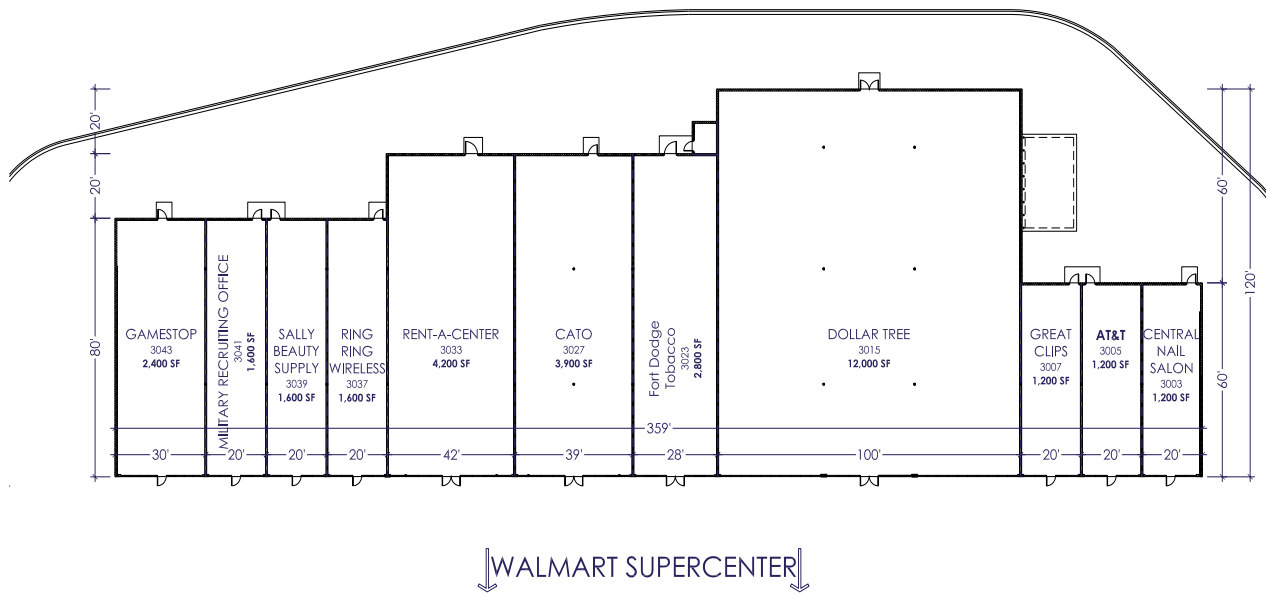 20'
20'
80'
GAMESTOP
3043
2,400 SF
MILITARY RECRUITING OFFICE
3041
1,600 SF
SALLY
BEAUTY
SUPPLY
3039
1,600 SF
RING
RING
WIRELESS
3037
1,600 SF
RENT-A-CENTER
3033
4,200 SF
CATO
3027
3,900 SF
Fort Dodge
Tobacco
3023
2,800 SF
DOLLAR TREE
3015
12,000 SF
GREAT
CLIPS
3007
1,200 SF
AT&T
3005
1,200 SF
CENTRAL
NAIL
SALON
3003
1,200 SF
60'
120'
60'
359'
30'
20'
20'
20'
42'
39'
28'
100'
20'
20'
20'
WALMART SUPERCENTER